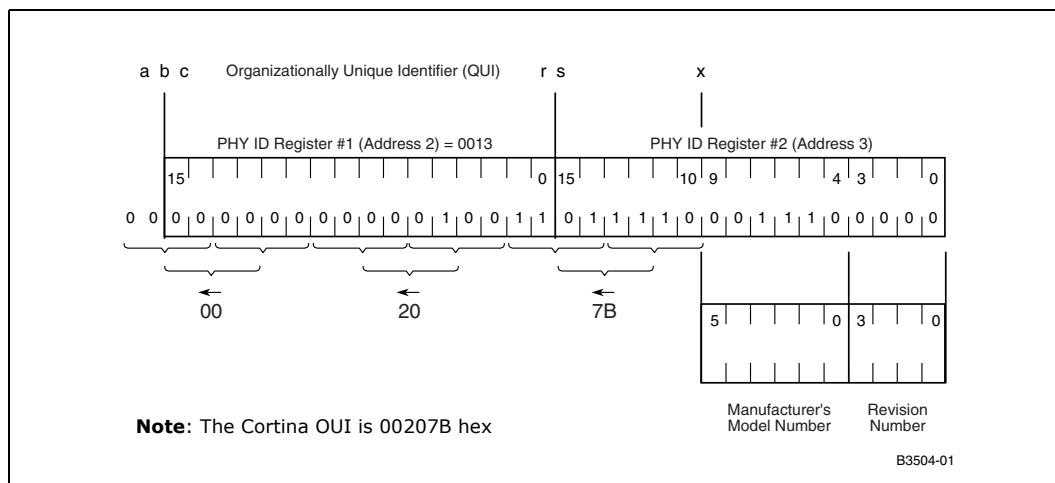 a b c Organizationally Unique Identifier (QUI) r s x
PHY ID Register #1 (Address 2) = 0013 PHY ID Register #2 (Address 3)
15 0 15 10 9 4 3 0
0 0 0 0 0 0 0 0 0 0 0 0 0 1 0 0 1 1 0 1 1 1 1 0 0 0 1 1 1 0 0 0 0 0
00 20 7B
5 0 3 0
Manufacturer's Revision
Model Number Number
Note: The Cortina OUI is 00207B hex
B3504-01